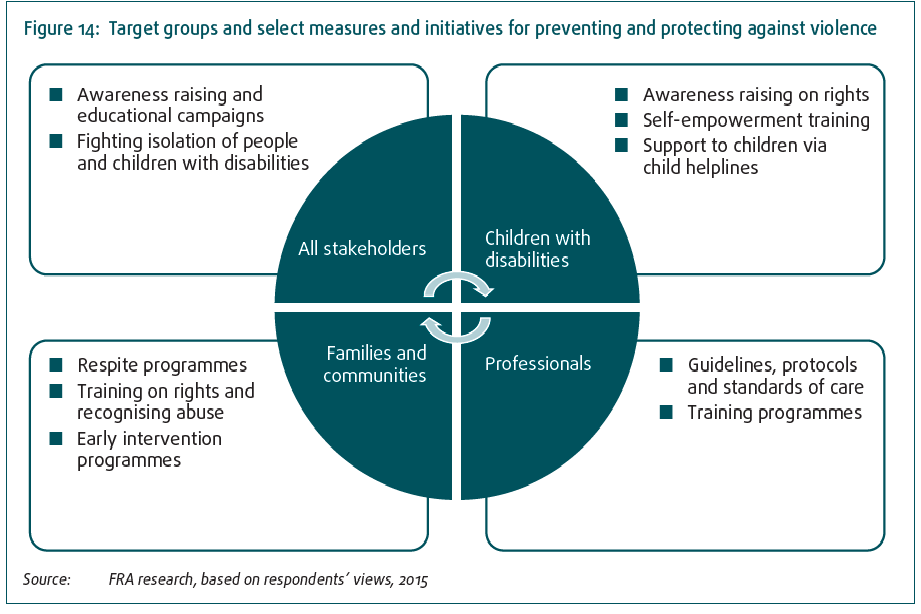 Figure 14: Target groups and select measures and initiatives for preventing and protecting against violence
■ Awareness raising and
educational campaigns
■ Fighting isolation of people
and children with disabilities
All stakeholders
■ Awareness raising on rights
■ Self-empowerment training
■ Support to children via
child helplines
Children with
disabilities
■ Respite programmes
■ Training on rights and
recognising abuse
■ Early intervention
programmes
Families and
communities
Professionals
■ Guidelines, protocols
and standards of care
■ Training programmes
Source: FRA research, based on respondents' views, 2015